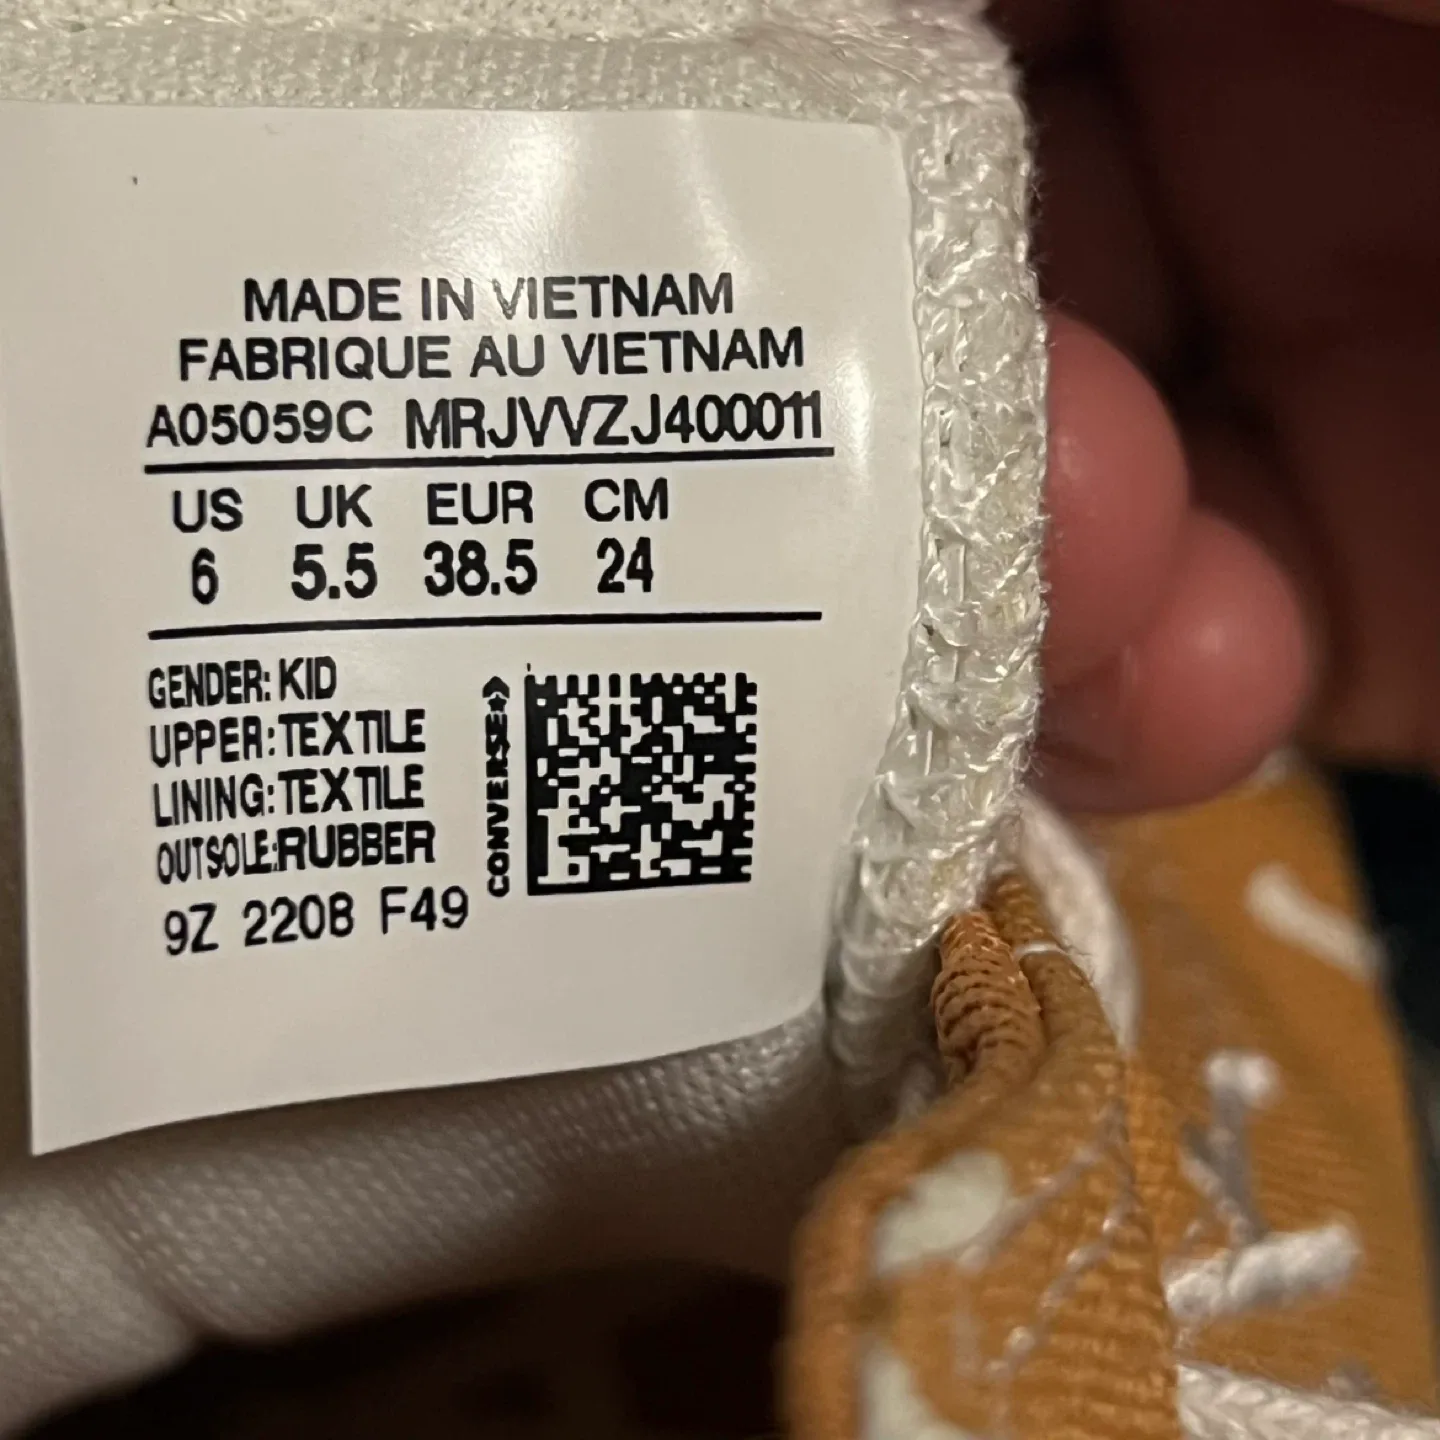 MADE IN VIETNAM
FABRIQUE AU VIETNAM
A05059C MRJVVZJ400011
US UK EUR CM
6 5.5 38.5 24
GENDER: KID
UPPER: TEXTILE
LINING: TEXTILE
OUTSOLE: RUBBER
9Z 2208 F49
CONVERSE